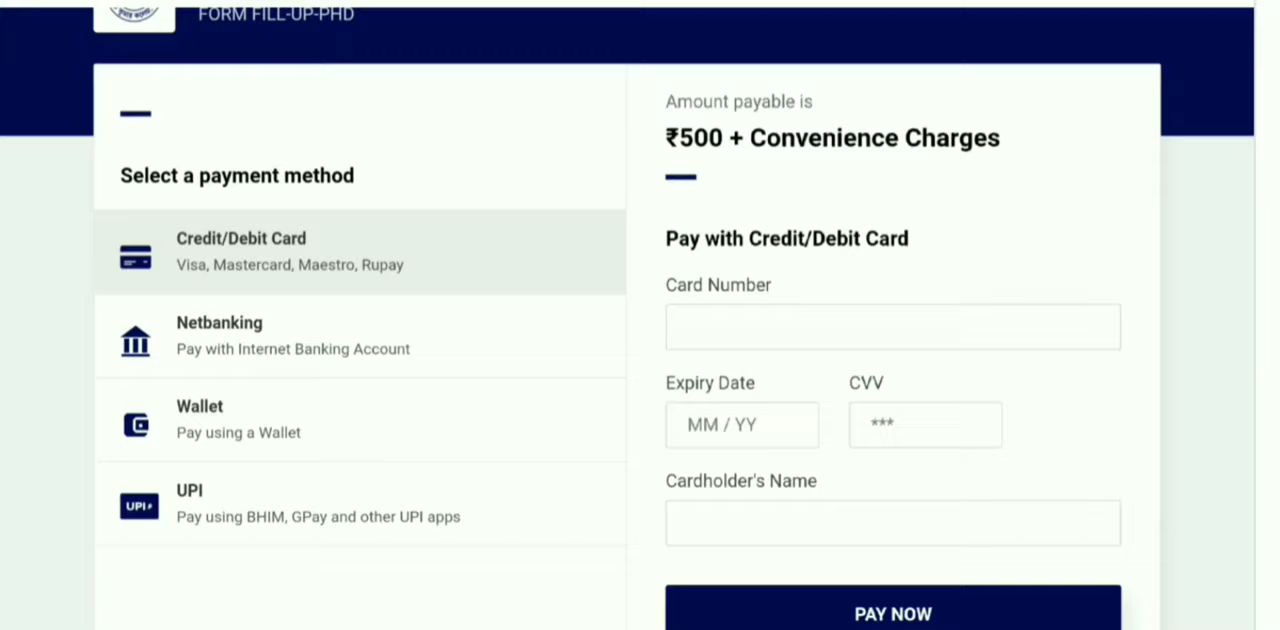 FORM FILL-UP-PHD
Select a payment method
Credit/Debit Card
Visa, Mastercard, Maestro, Rupay
Netbanking
Pay with Internet Banking Account
Wallet
Pay using a Wallet
UPI
UPI
Pay using BHIM, GPay and other UPI apps
Amount payable is
₹500 + Convenience Charges
Pay with Credit/Debit Card
Card Number
Expiry Date
CVV
MM / YY
***
Cardholder's Name
PAY NOW